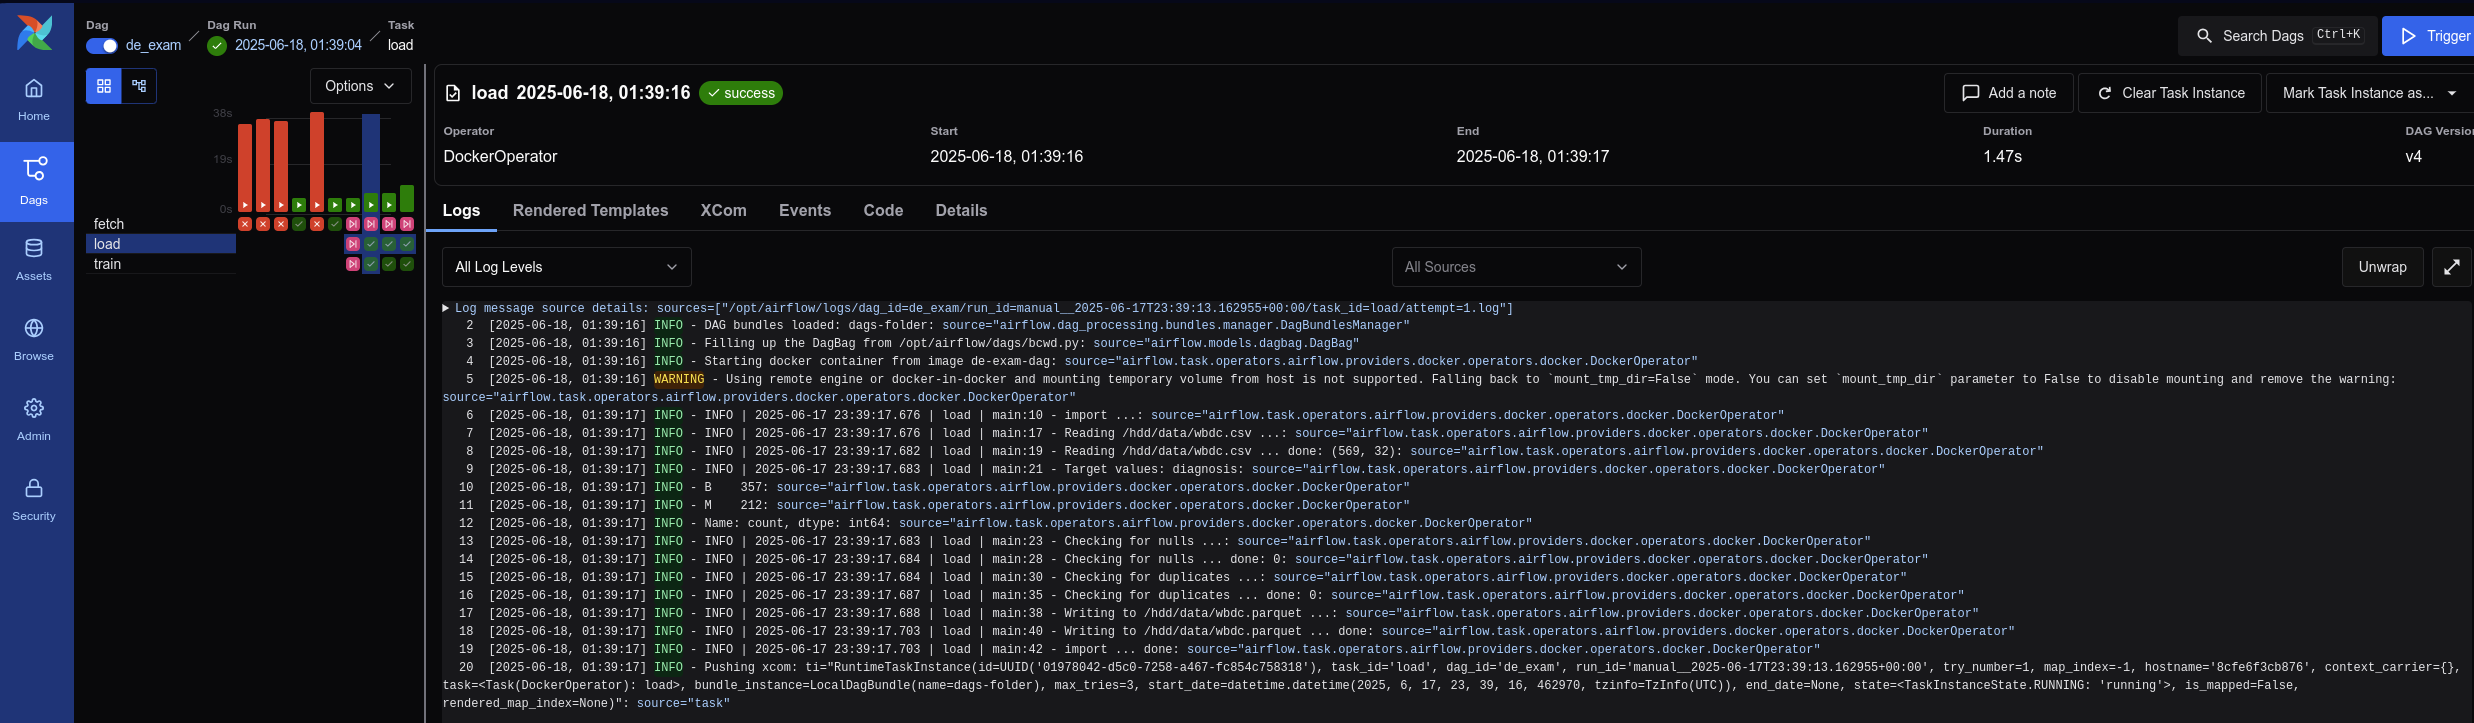 Dag
de_exam
Dag Run
2025-06-18, 01:39:04
Task
load
Search Dags Ctrl+K
Trigger
Home
Dags
Assets
Browse
Admin
Security
Options
38s
19s
0s
fetch
load
train
load 2025-06-18, 01:39:16 success
Add a note
Clear Task Instance
Mark Task Instance as...
Operator
DockerOperator
Start
2025-06-18, 01:39:16
End
2025-06-18, 01:39:17
Duration
1.47s
DAG Version
v4
Logs Rendered Templates XCom Events Code Details
All Log Levels
All Sources
Unwrap
Log message source details: sources=["/opt/airflow/logs/dag_id=de_exam/run_id=manual__2025-06-17T23:39:13.162955+00:00/task_id=load/attempt=1.log"]
2 [2025-06-18, 01:39:16] INFO - DAG bundles loaded: dags-folder: source="airflow.dag_processing.bundles.manager.DagBundlesManager"
3 [2025-06-18, 01:39:16] INFO - Filling up the DagBag from /opt/airflow/dags/bcwd.py: source="airflow.models.dagbag.DagBag"
4 [2025-06-18, 01:39:16] INFO - Starting docker container from image de-exam-dag: source="airflow.task.operators.airflow.providers.docker.operators.docker.DockerOperator"
5 [2025-06-18, 01:39:16] WARNING - Using remote engine or docker-in-docker and mounting temporary volume from host is not supported. Falling back to `mount_tmp_dir=False` mode. You can set `mount_tmp_dir` parameter to False to disable mounting and remove the warning:
source="airflow.task.operators.airflow.providers.docker.operators.docker.DockerOperator"
6 [2025-06-18, 01:39:17] INFO - INFO | 2025-06-17 23:39:17.676 | load | main:10 - import ...: source="airflow.task.operators.airflow.providers.docker.operators.docker.DockerOperator"
7 [2025-06-18, 01:39:17] INFO - INFO | 2025-06-17 23:39:17.676 | load | main:17 - Reading /hdd/data/wbdc.csv ...: source="airflow.task.operators.airflow.providers.docker.operators.docker.DockerOperator"
8 [2025-06-18, 01:39:17] INFO - INFO | 2025-06-17 23:39:17.682 | load | main:19 - Reading /hdd/data/wbdc.csv ... done: (569, 32): source="airflow.task.operators.airflow.providers.docker.operators.docker.DockerOperator"
9 [2025-06-18, 01:39:17] INFO - INFO | 2025-06-17 23:39:17.683 | load | main:21 - Target values: diagnosis: source="airflow.task.operators.airflow.providers.docker.operators.docker.DockerOperator"
10 [2025-06-18, 01:39:17] INFO - B    357: source="airflow.task.operators.airflow.providers.docker.operators.docker.DockerOperator"
11 [2025-06-18, 01:39:17] INFO - M    212: source="airflow.task.operators.airflow.providers.docker.operators.docker.DockerOperator"
12 [2025-06-18, 01:39:17] INFO - Name: count, dtype: int64: source="airflow.task.operators.airflow.providers.docker.operators.docker.DockerOperator"
13 [2025-06-18, 01:39:17] INFO - INFO | 2025-06-17 23:39:17.683 | load | main:23 - Checking for nulls ...: source="airflow.task.operators.airflow.providers.docker.operators.docker.DockerOperator"
14 [2025-06-18, 01:39:17] INFO - INFO | 2025-06-17 23:39:17.684 | load | main:28 - Checking for nulls ... done: 0: source="airflow.task.operators.airflow.providers.docker.operators.docker.DockerOperator"
15 [2025-06-18, 01:39:17] INFO - INFO | 2025-06-17 23:39:17.684 | load | main:30 - Checking for duplicates ...: source="airflow.task.operators.airflow.providers.docker.operators.docker.DockerOperator"
16 [2025-06-18, 01:39:17] INFO - INFO | 2025-06-17 23:39:17.687 | load | main:35 - Checking for duplicates ... done: 0: source="airflow.task.operators.airflow.providers.docker.operators.docker.DockerOperator"
17 [2025-06-18, 01:39:17] INFO - INFO | 2025-06-17 23:39:17.688 | load | main:38 - Writing to /hdd/data/wbdc.parquet ...: source="airflow.task.operators.airflow.providers.docker.operators.docker.DockerOperator"
18 [2025-06-18, 01:39:17] INFO - INFO | 2025-06-17 23:39:17.703 | load | main:40 - Writing to /hdd/data/wbdc.parquet ... done: source="airflow.task.operators.airflow.providers.docker.operators.docker.DockerOperator"
19 [2025-06-18, 01:39:17] INFO - INFO | 2025-06-17 23:39:17.703 | load | main:42 - import ... done: source="airflow.task.operators.airflow.providers.docker.operators.docker.DockerOperator"
20 [2025-06-18, 01:39:17] INFO - Pushing xcom: ti="RuntimeTaskInstance(id=UUID('01978042-d5c0-7258-a467-fc854c758318'), task_id='load', dag_id='de_exam', run_id='manual__2025-06-17T23:39:13.162955+00:00', try_number=1, map_index=-1, hostname='8cfe6f3cb876', context_carrier={},
task=<Task(DockerOperator): load>, bundle_instance=LocalDagBundle(name=dags-folder), max_tries=3, start_date=datetime.datetime(2025, 6, 17, 23, 39, 16, 462970, tzinfo=TzInfo(UTC)), end_date=None, state=<TaskInstanceState.RUNNING: 'running'>, is_mapped=False,
rendered_map_index=None)": source="task"